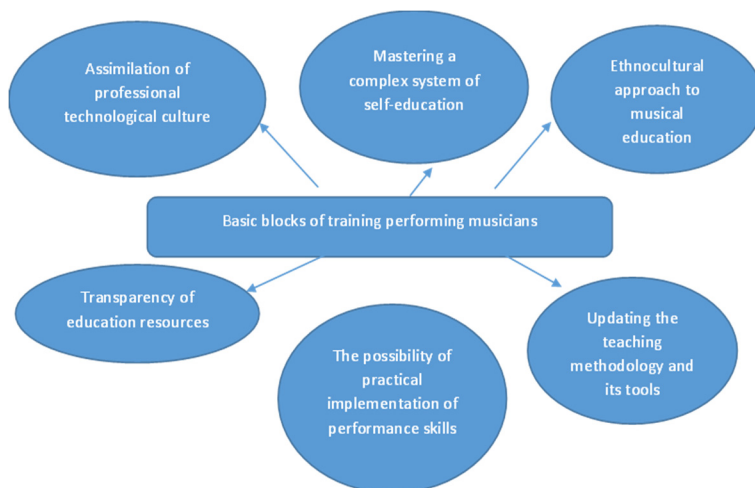 Assimilation of
professional
technological culture
Mastering a
complex system of
self-education
Ethnocultural
approach to
musical
education
Basic blocks of training performing musicians
Transparency of
education resources
The possibility of
practical
implementation of
performance skills
Updating the
teaching
methodology and
its tools